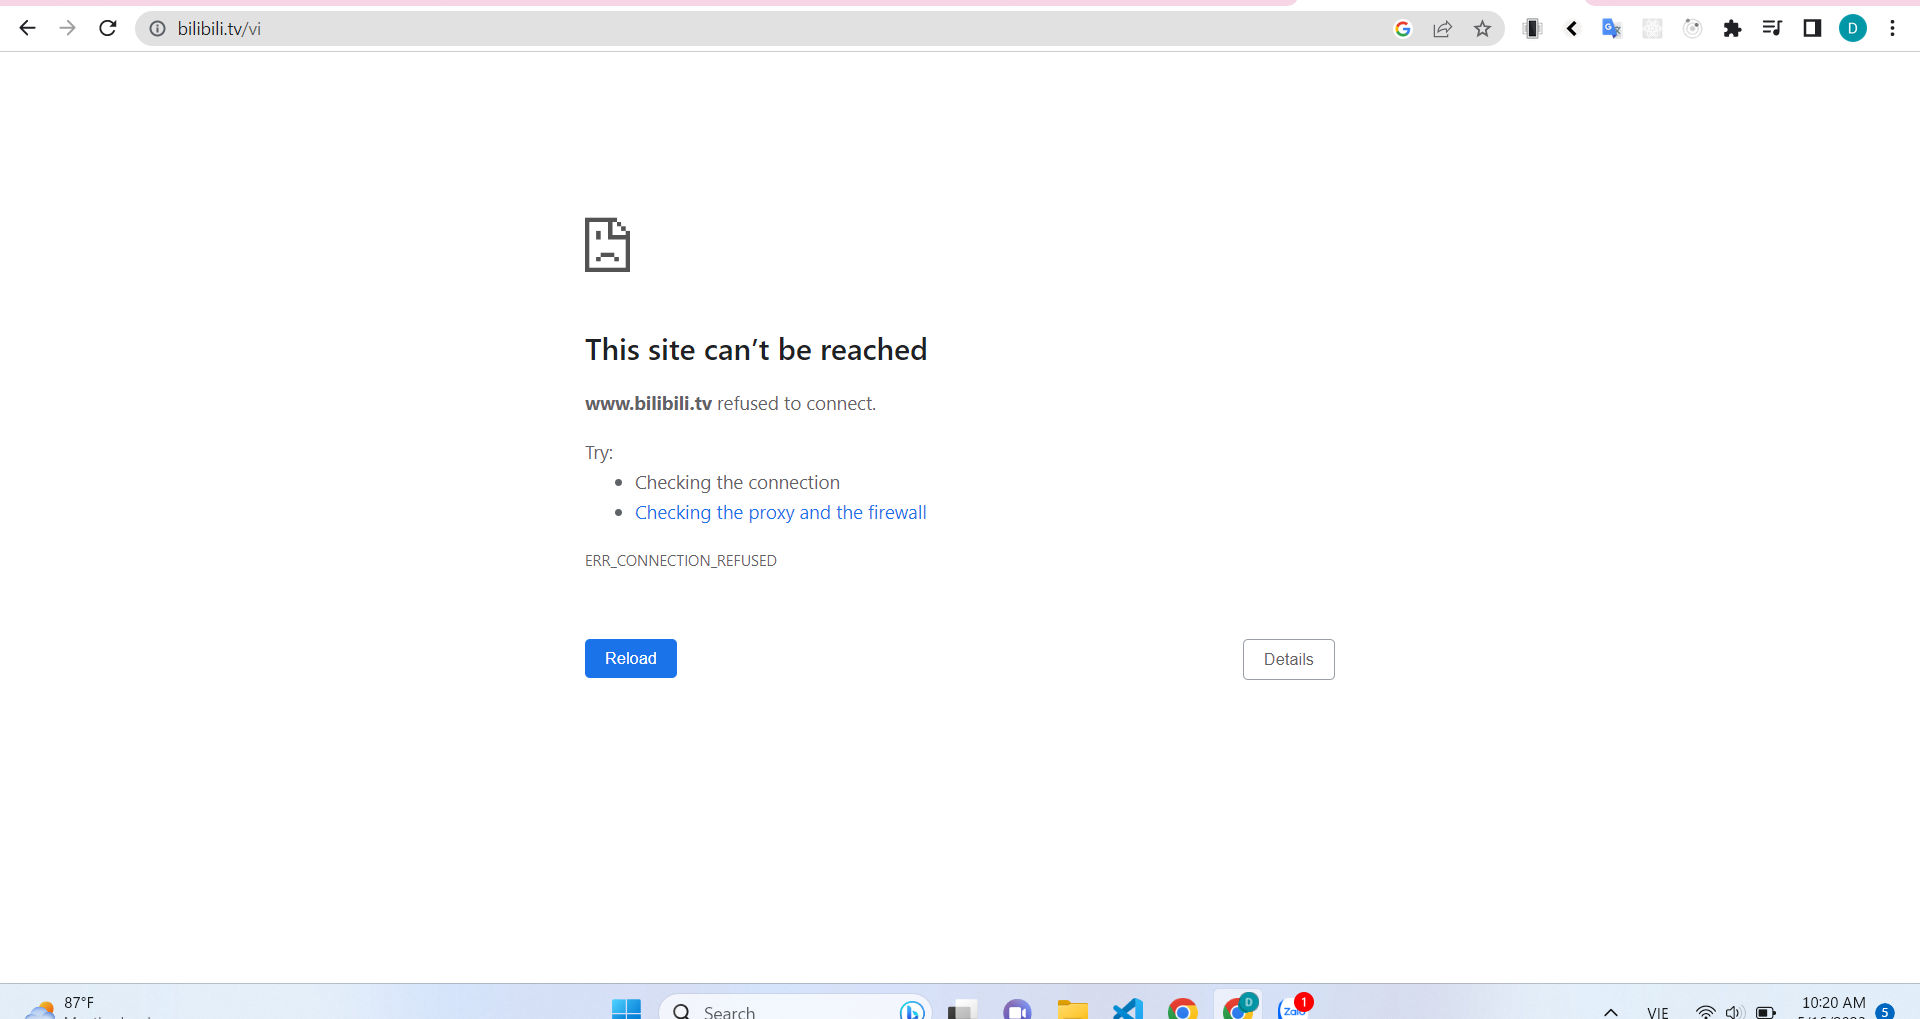 bilibili.tv/vi
D
This site can’t be reached
www.bilibili.tv refused to connect.
Try:
Checking the connection
Checking the proxy and the firewall
ERR_CONNECTION_REFUSED
Reload
Details
87°F
Search
D
Zalo
1
VIE
10:20 AM
5